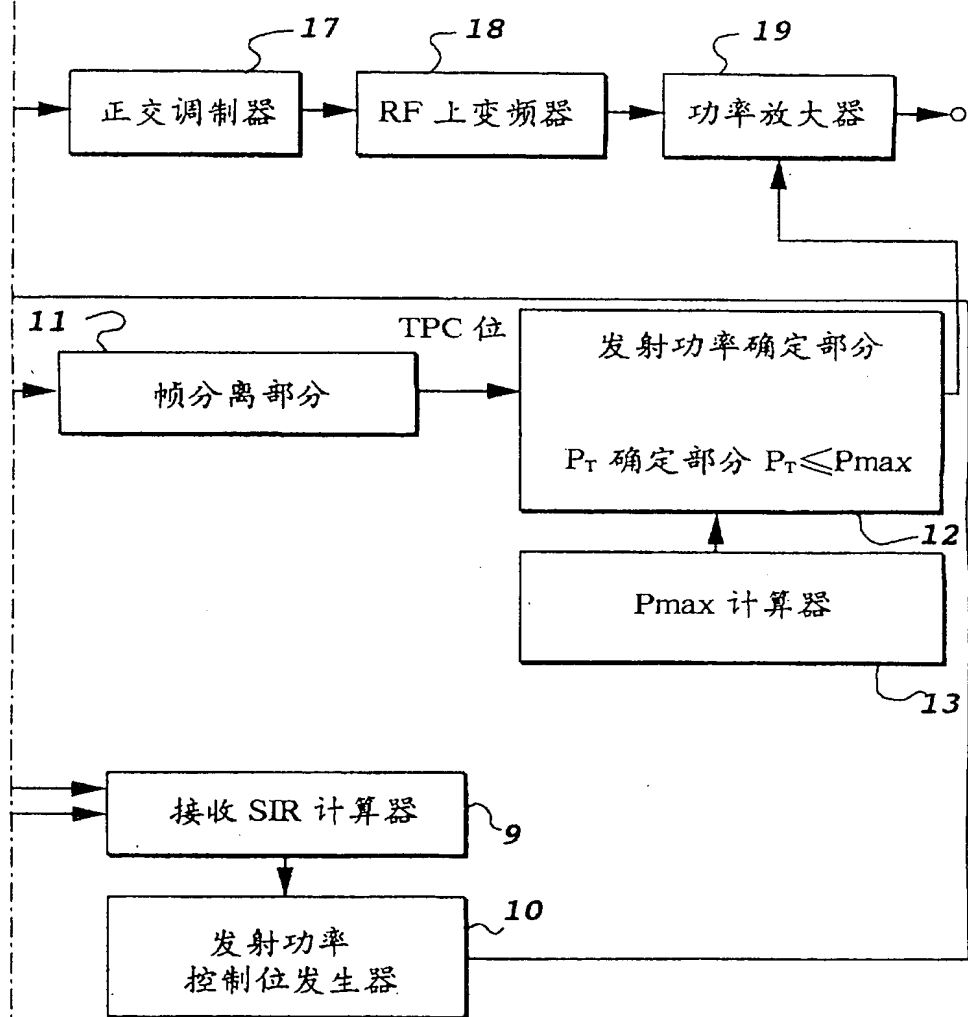 17
18
19
正交调制器
RF 上变频器
功率放大器
11
TPC 位
帧分离部分
发射功率确定部分
P_T 确定部分 P_T≤Pmax
12
Pmax 计算器
13
接收 SIR 计算器
9
10
发射功率
控制位发生器